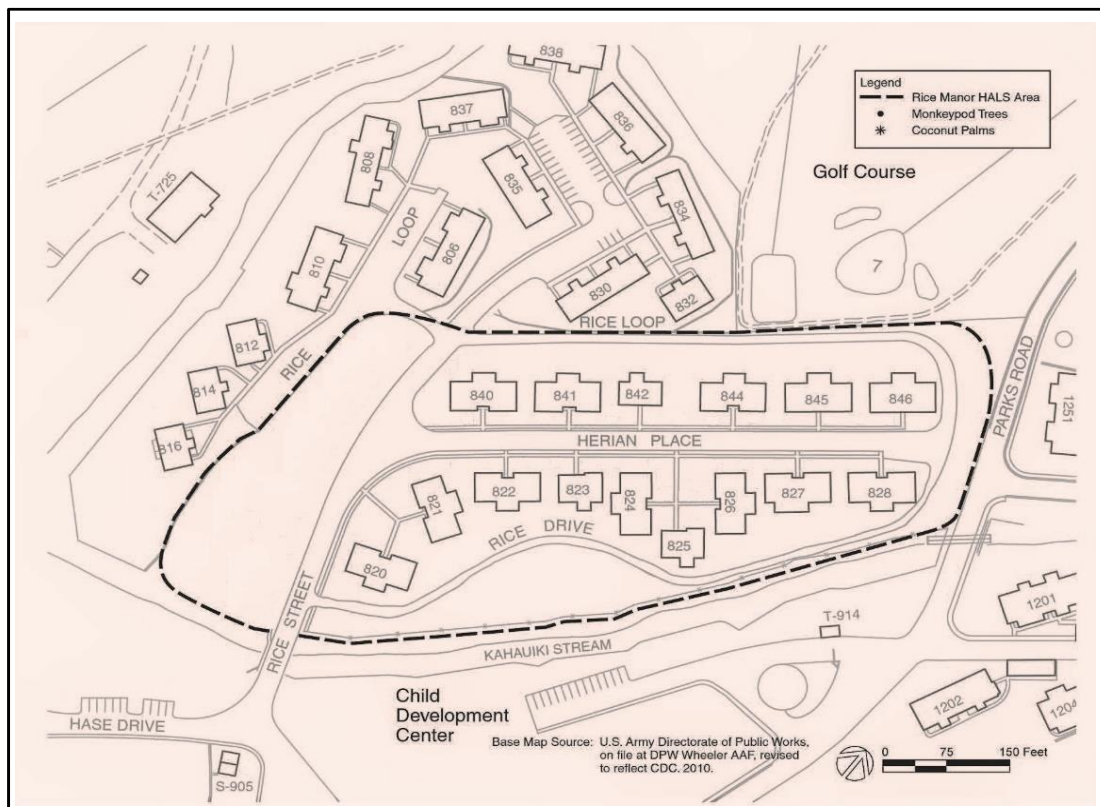 838
Legend
Rice Manor HALS Area
Monkeypod Trees
Coconut Palms
837
836
808
835
Golf Course
T-725
834
LOOP
806
810
7
830
832
RICE LOOP
812
RICE
PARKS ROAD
814
840
841
842
844
845
846
1251
816
HERIAN PLACE
821
822
823
824
826
827
828
RICE DRIVE
825
820
1201
T-914
RICE STREET
KAHAUIKI STREAM
Child
Development
Center
1202
1204
HASE DRIVE
Base Map Source: U.S. Army Directorate of Public Works,
on file at DPW Wheeler AAF, revised
to reflect CDC. 2010.
0 75 150 Feet
S-905